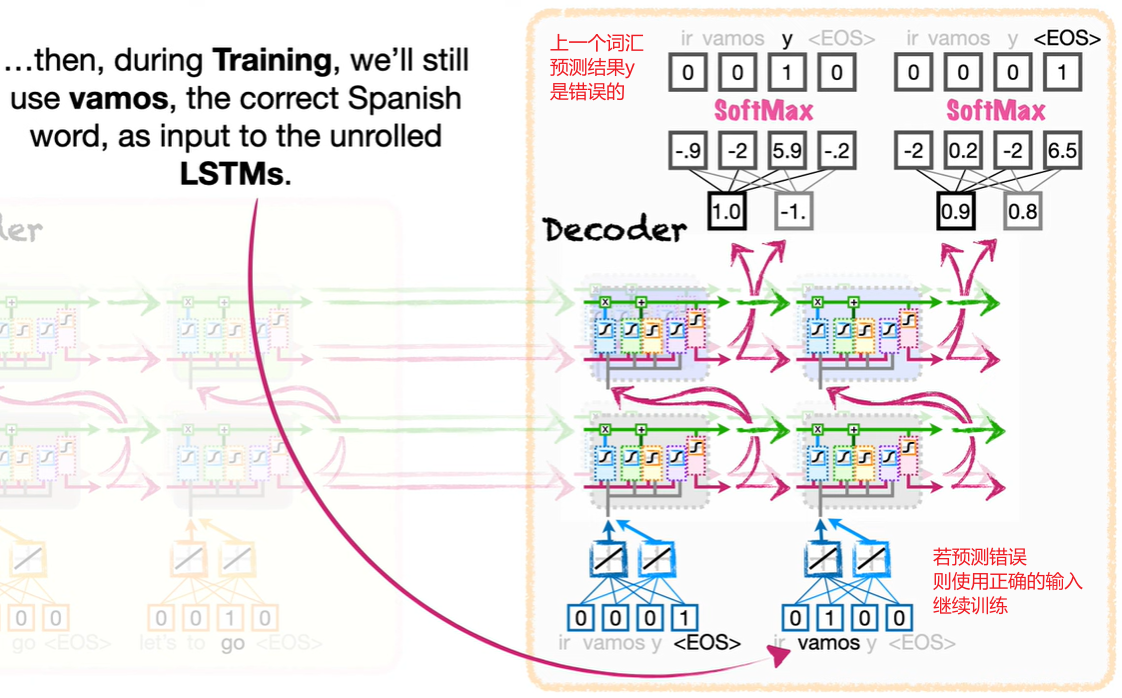 …then, during Training, we'll still
use vamos, the correct Spanish
word, as input to the unrolled
LSTMs.
上一个词汇
预测结果y
是错误的
ir vamos y <EOS>
0 0 1 0
SoftMax
-.9 -2 5.9 -.2
1.0 -1.
ir vamos y <EOS>
0 0 0 1
SoftMax
-2 0.2 -2 6.5
0.9 0.8
der
Decoder
x + x + x + x
+ x + x + x +
若预测错误
则使用正确的输入
继续训练
0 0
go <EOS>
0 0 1 0
let's to go <EOS>
0 0 0 1
ir vamos y <EOS>
0 1 0 0
ir vamos y <EOS>